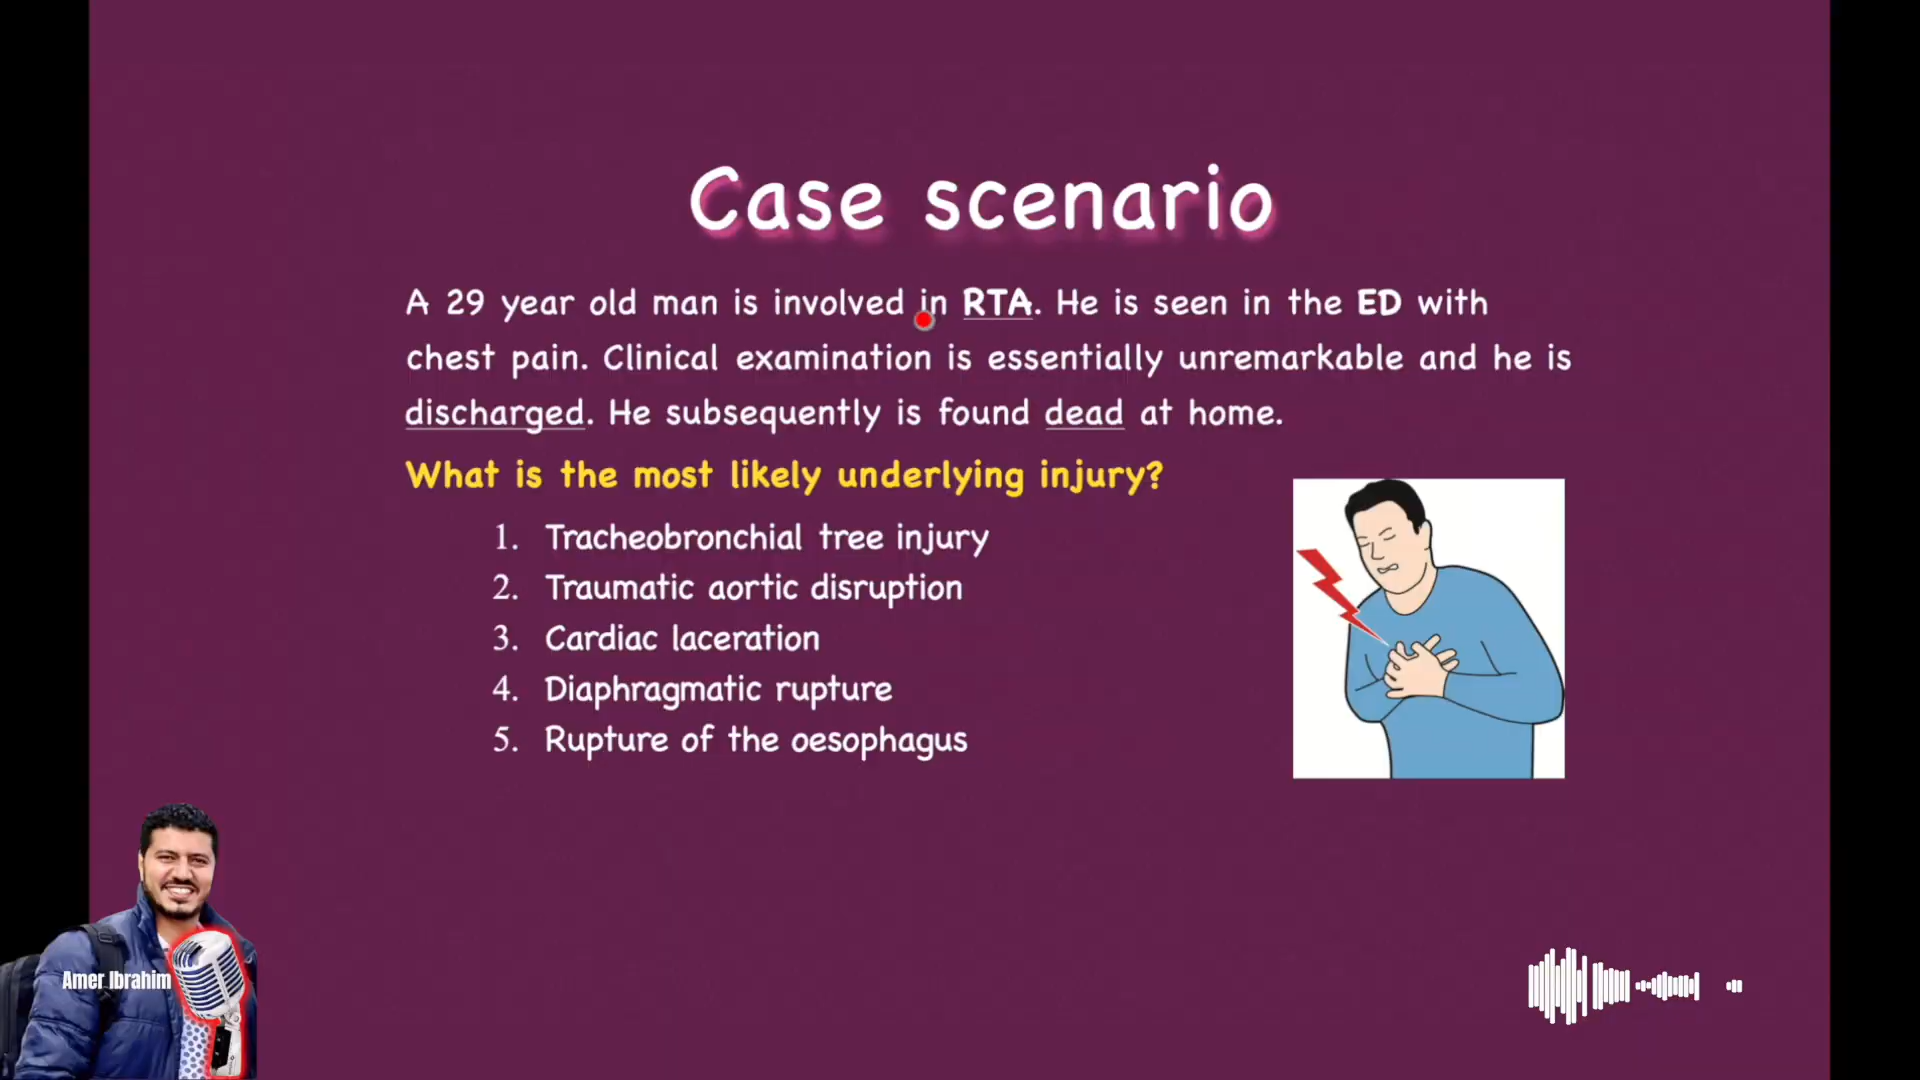 Case scenario
A 29 year old man is involved in RTA. He is seen in the ED with
chest pain. Clinical examination is essentially unremarkable and he is
discharged. He subsequently is found dead at home.
What is the most likely underlying injury?
1. Tracheobronchial tree injury
2. Traumatic aortic disruption
3. Cardiac laceration
4. Diaphragmatic rupture
5. Rupture of the oesophagus
Amer Ibrahim